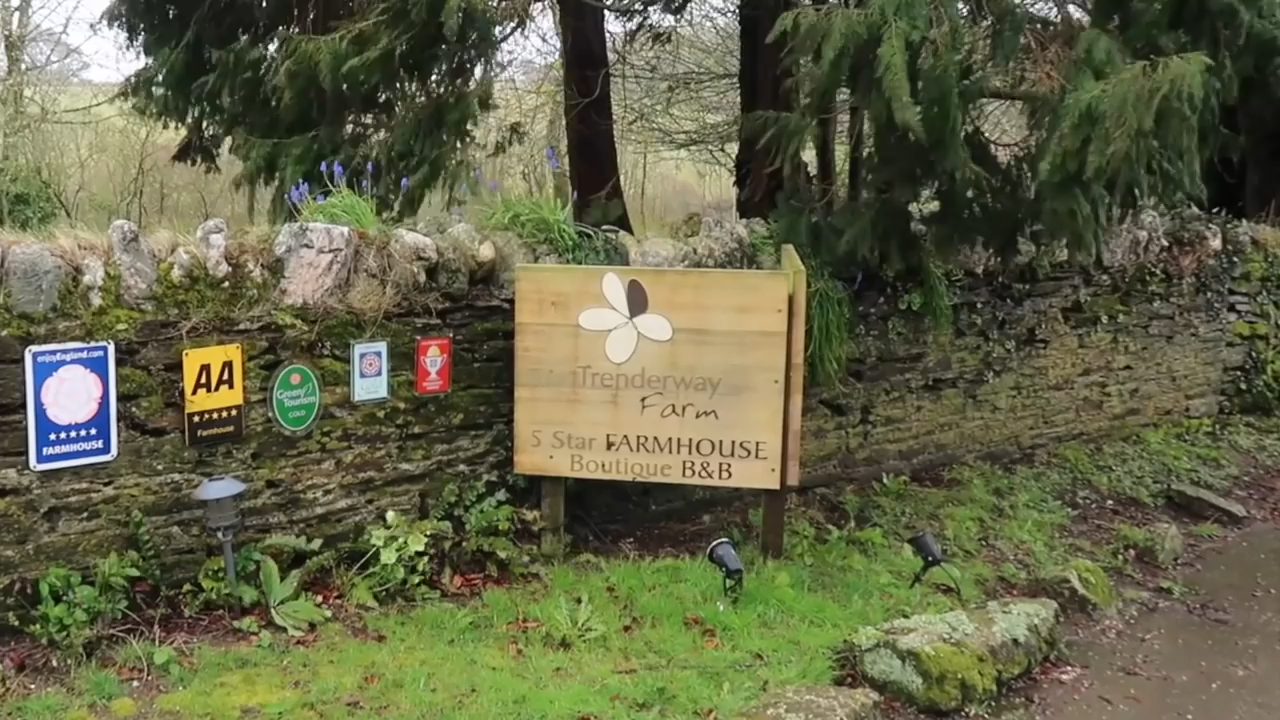 enjoyEngland.com
★★★★★
FARMHOUSE
AA
★★★★★
Farmhouse
Green
Tourism
GOLD
Trenderway
Farm
5 Star FARMHOUSE
Boutique B&B